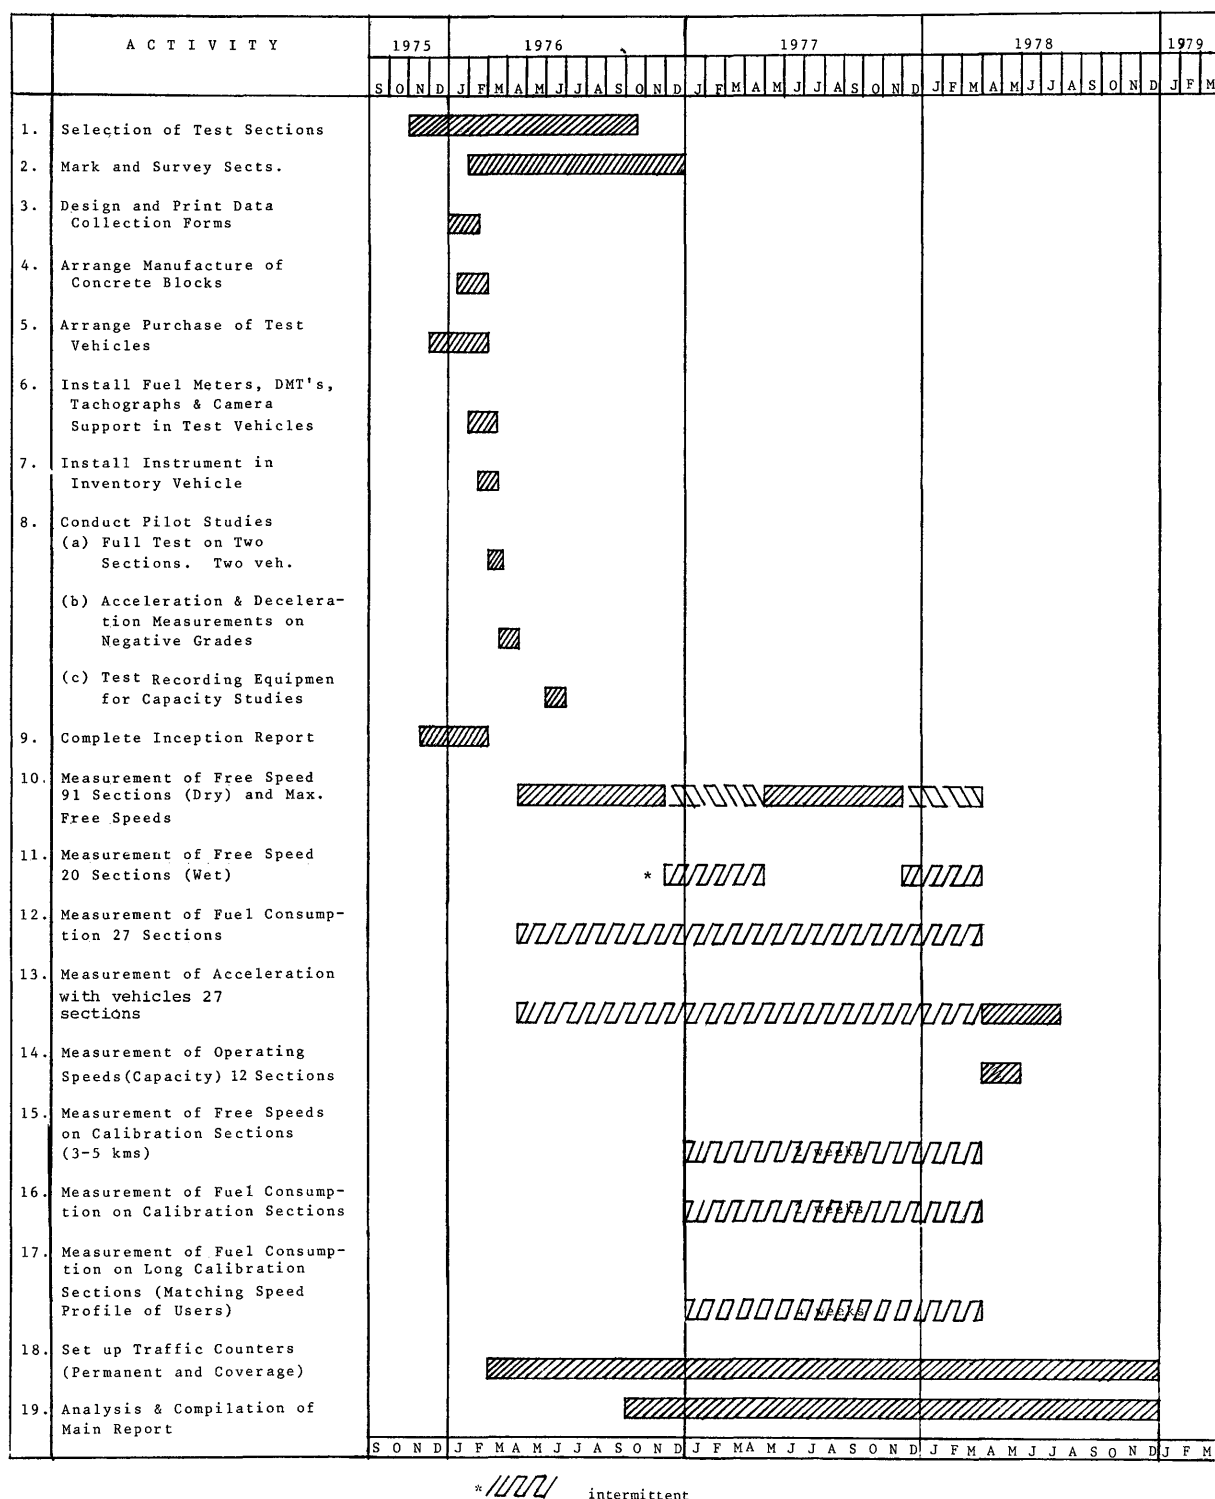 A C T I V I T Y
1975 1976 1977 1978 1979
S O N D J F M A M J J A S O N D J F M A M J J A S O N D J F M A M J J A S O N D J F M
1. Selection of Test Sections
2. Mark and Survey Sects.
3. Design and Print Data
Collection Forms
4. Arrange Manufacture of
Concrete Blocks
5. Arrange Purchase of Test
Vehicles
6. Install Fuel Meters, DMT's,
Tachographs & Camera
Support in Test Vehicles
7. Install Instrument in
Inventory Vehicle
8. Conduct Pilot Studies
(a) Full Test on Two
Sections. Two veh.
(b) Acceleration & Decelera-
tion Measurements on
Negative Grades
(c) Test Recording Equipmen
for Capacity Studies
9. Complete Inception Report
10. Measurement of Free Speed
91 Sections (Dry) and Max.
Free Speeds
11. Measurement of Free Speed
20 Sections (Wet) *
12. Measurement of Fuel Consump-
tion 27 Sections
13. Measurement of Acceleration
with vehicles 27
sections
14. Measurement of Operating
Speeds(Capacity) 12 Sections
15. Measurement of Free Speeds
on Calibration Sections
(3-5 kms) 2 weeks
16. Measurement of Fuel Consump-
tion on Calibration Sections 2 weeks
17. Measurement of Fuel Consump-
tion on Long Calibration
Sections (Matching Speed
Profile of Users) 4 weeks
18. Set up Traffic Counters
(Permanent and Coverage)
19. Analysis & Compilation of
Main Report
S O N D J F M A M J J A S O N D J F M A M J J A S O N D J F M A M J J A S O N D J F M
* intermittent